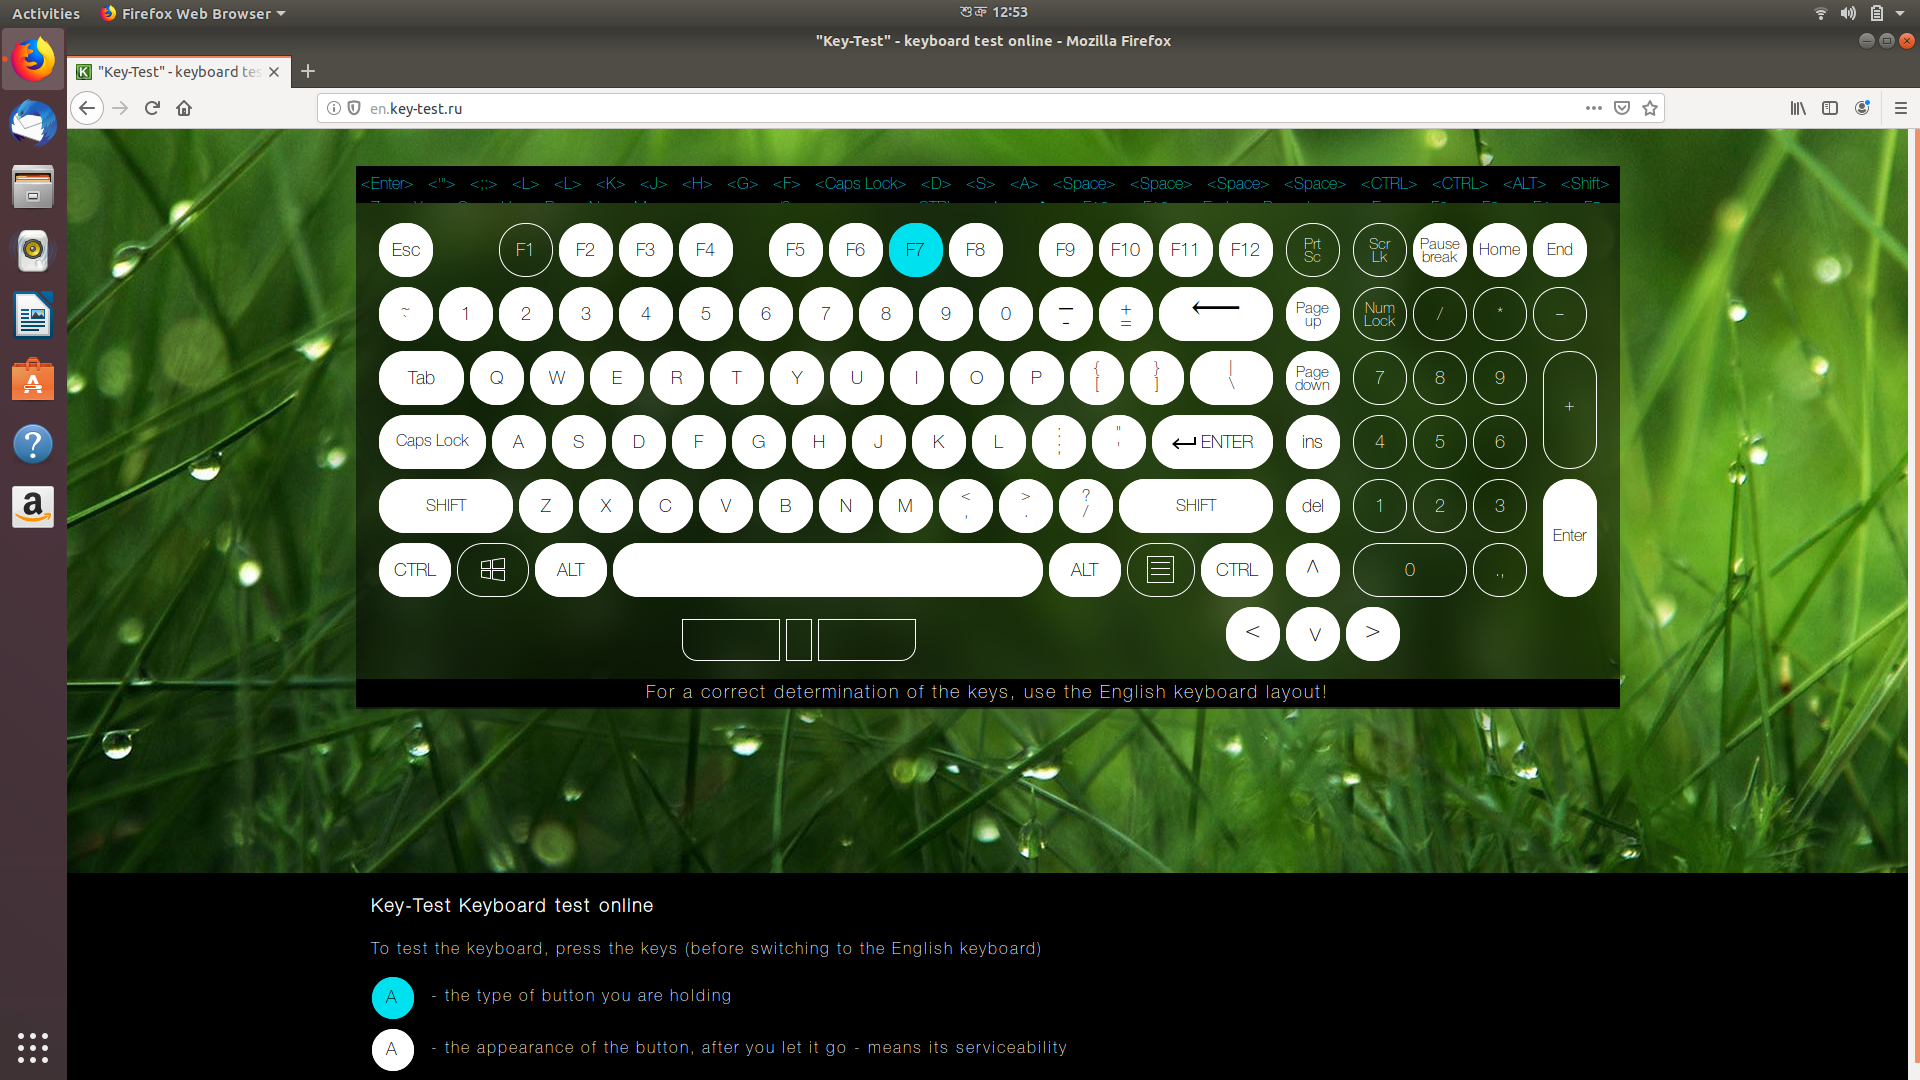 Activities Firefox Web Browser শুক্র 12:53
"Key-Test" - keyboard test online - Mozilla Firefox
"Key-Test" - keyboard tes
en.key-test.ru
<Enter> <'"> <;:> <L> <L> <K> <J> <H> <G> <F> <Caps Lock> <D> <S> <A> <Space> <Space> <Space> <Space> <CTRL> <CTRL> <ALT> <Shift>
Esc F1 F2 F3 F4 F5 F6 F7 F8 F9 F10 F11 F12 Prt Sc Scr Lk Pause break Home End
~ ` 1 2 3 4 5 6 7 8 9 0 — - + = ⟵ Page up Num Lock / * –
Tab Q W E R T Y U I O P { [ } ] | \ Page down 7 8 9 +
Caps Lock A S D F G H J K L : ; " ' ↵ ENTER ins 4 5 6
SHIFT Z X C V B N M < , > . ? / SHIFT del 1 2 3 Enter
CTRL ALT ALT CTRL ^ 0 .,
< v >
For a correct determination of the keys, use the English keyboard layout!
Key-Test Keyboard test online
To test the keyboard, press the keys (before switching to the English keyboard)
A - the type of button you are holding
A - the appearance of the button, after you let it go - means its serviceability